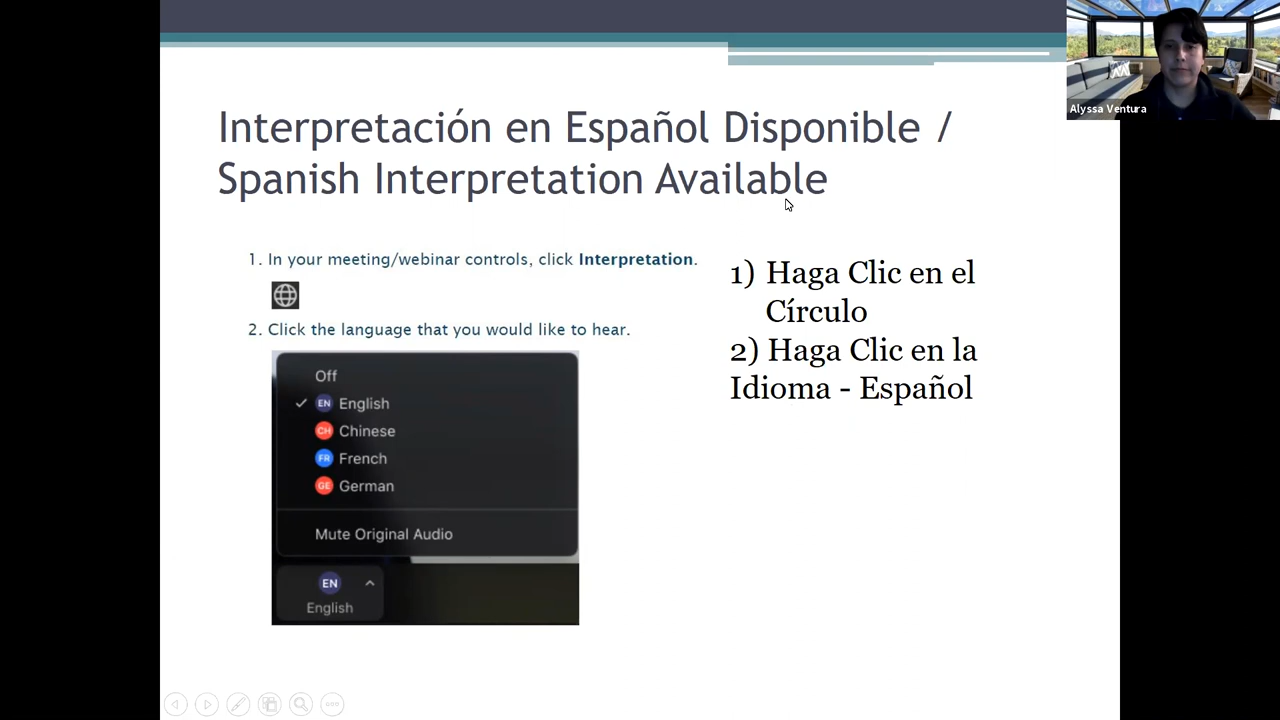 Alyssa Ventura
Interpretación en Español Disponible /
Spanish Interpretation Available
1. In your meeting/webinar controls, click Interpretation.
2. Click the language that you would like to hear.
Off
EN English
CH Chinese
FR French
GE German
Mute Original Audio
EN
English
1) Haga Clic en el
Círculo
2) Haga Clic en la
Idioma - Español